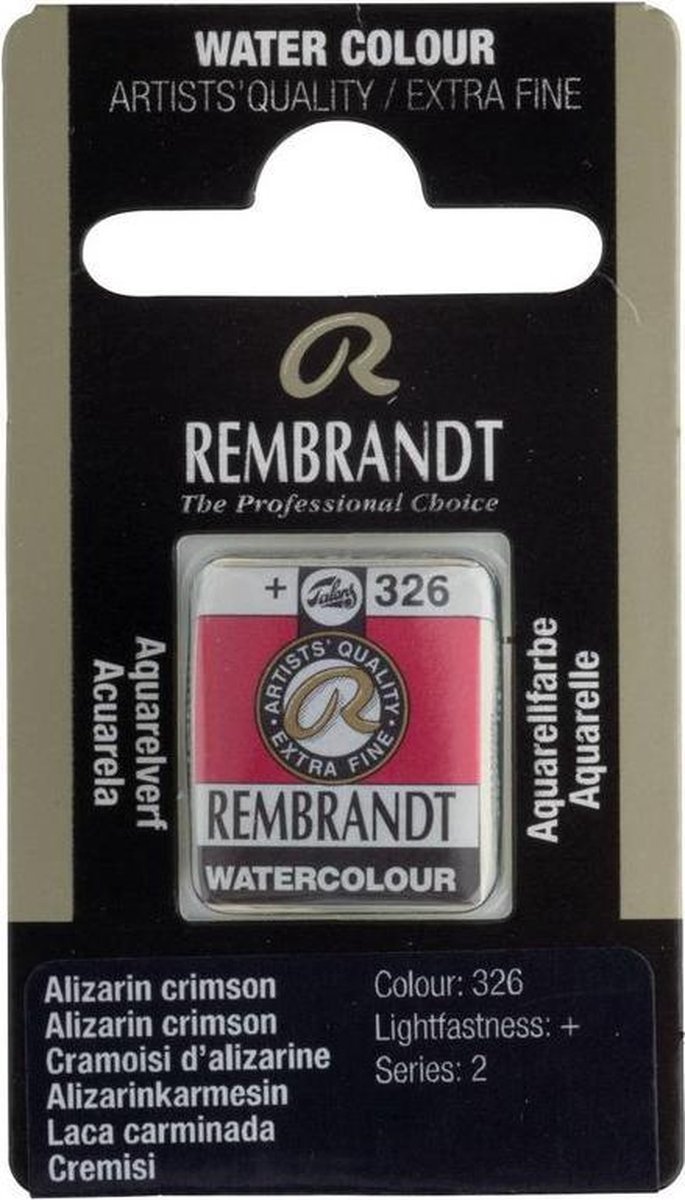 WATER COLOUR
ARTISTS' QUALITY / EXTRA FINE
R
REMBRANDT
The Professional Choice
+ Talens 326
ARTISTS' QUALITY
R
EXTRA FINE
REMBRANDT
WATERCOLOUR
Aquarelverf
Acuarela
Aquarellfarbe
Aquarelle
Alizarin crimson
Alizarin crimson
Cramoisi d'alizarine
Alizarinkarmesin
Laca carminada
Cremisi
Colour: 326
Lightfastness: +
Series: 2